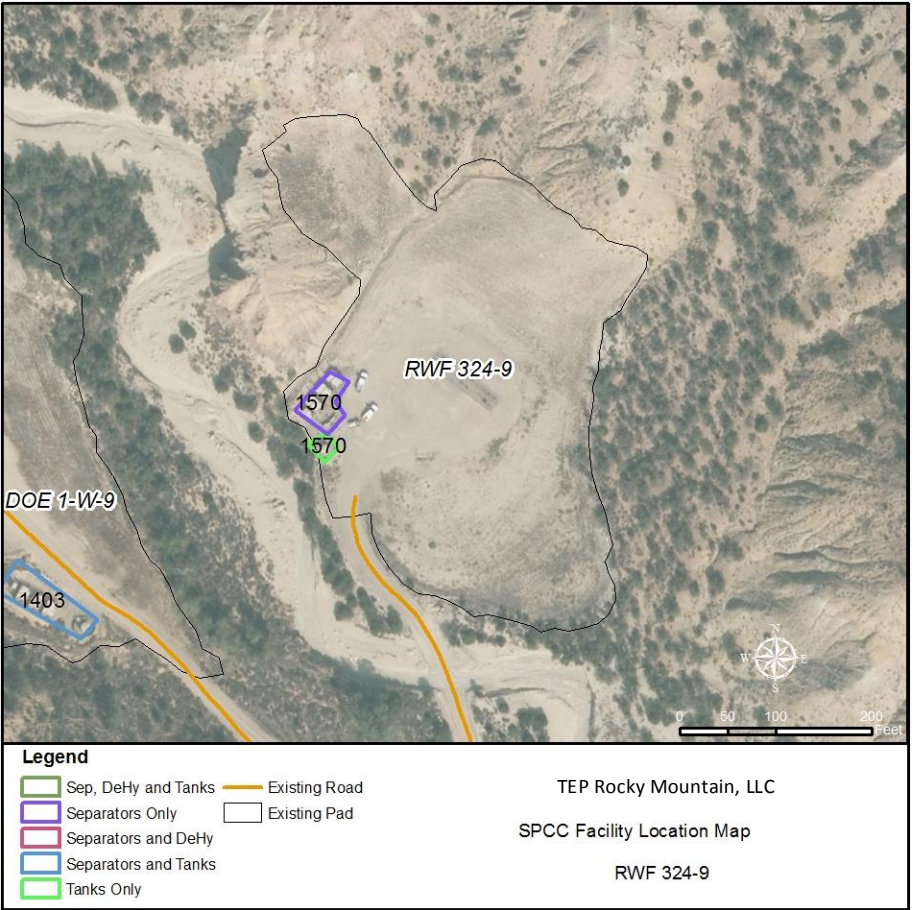 RWF 324-9
1570
1570
DOE 1-W-9
1403
N
W E
S
0 50 100 200
Feet
Legend
Sep, DeHy and Tanks
Separators Only
Separators and DeHy
Separators and Tanks
Tanks Only
Existing Road
Existing Pad
TEP Rocky Mountain, LLC
SPCC Facility Location Map
RWF 324-9